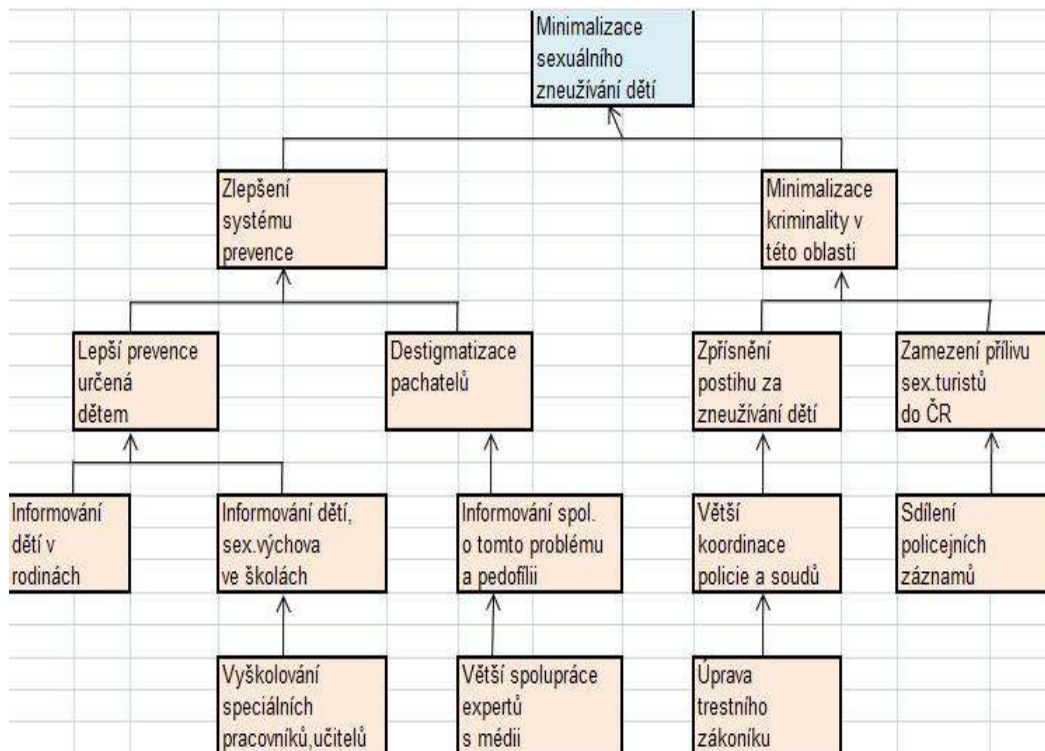 Minimalizace
sexuálního
zneužívání dětí
Zlepšení
systému
prevence
Minimalizace
kriminality v
této oblasti
Lepší prevence
určená
dětem
Destigmatizace
pachatelů
Zpřísnění
postihu za
zneužívání dětí
Zamezení přílivu
sex.turistů
do ČR
Informování
dětí v
rodinách
Informování dětí,
sex.výchova
ve školách
Informování spol.
o tomto problému
a pedofílii
Větší
koordinace
policie a soudů
Sdílení
policejních
záznamů
Vyškolování
speciálních
pracovníků,učitelů
Větší spolupráce
expertů
s médii
Úprava
trestního
zákoníku